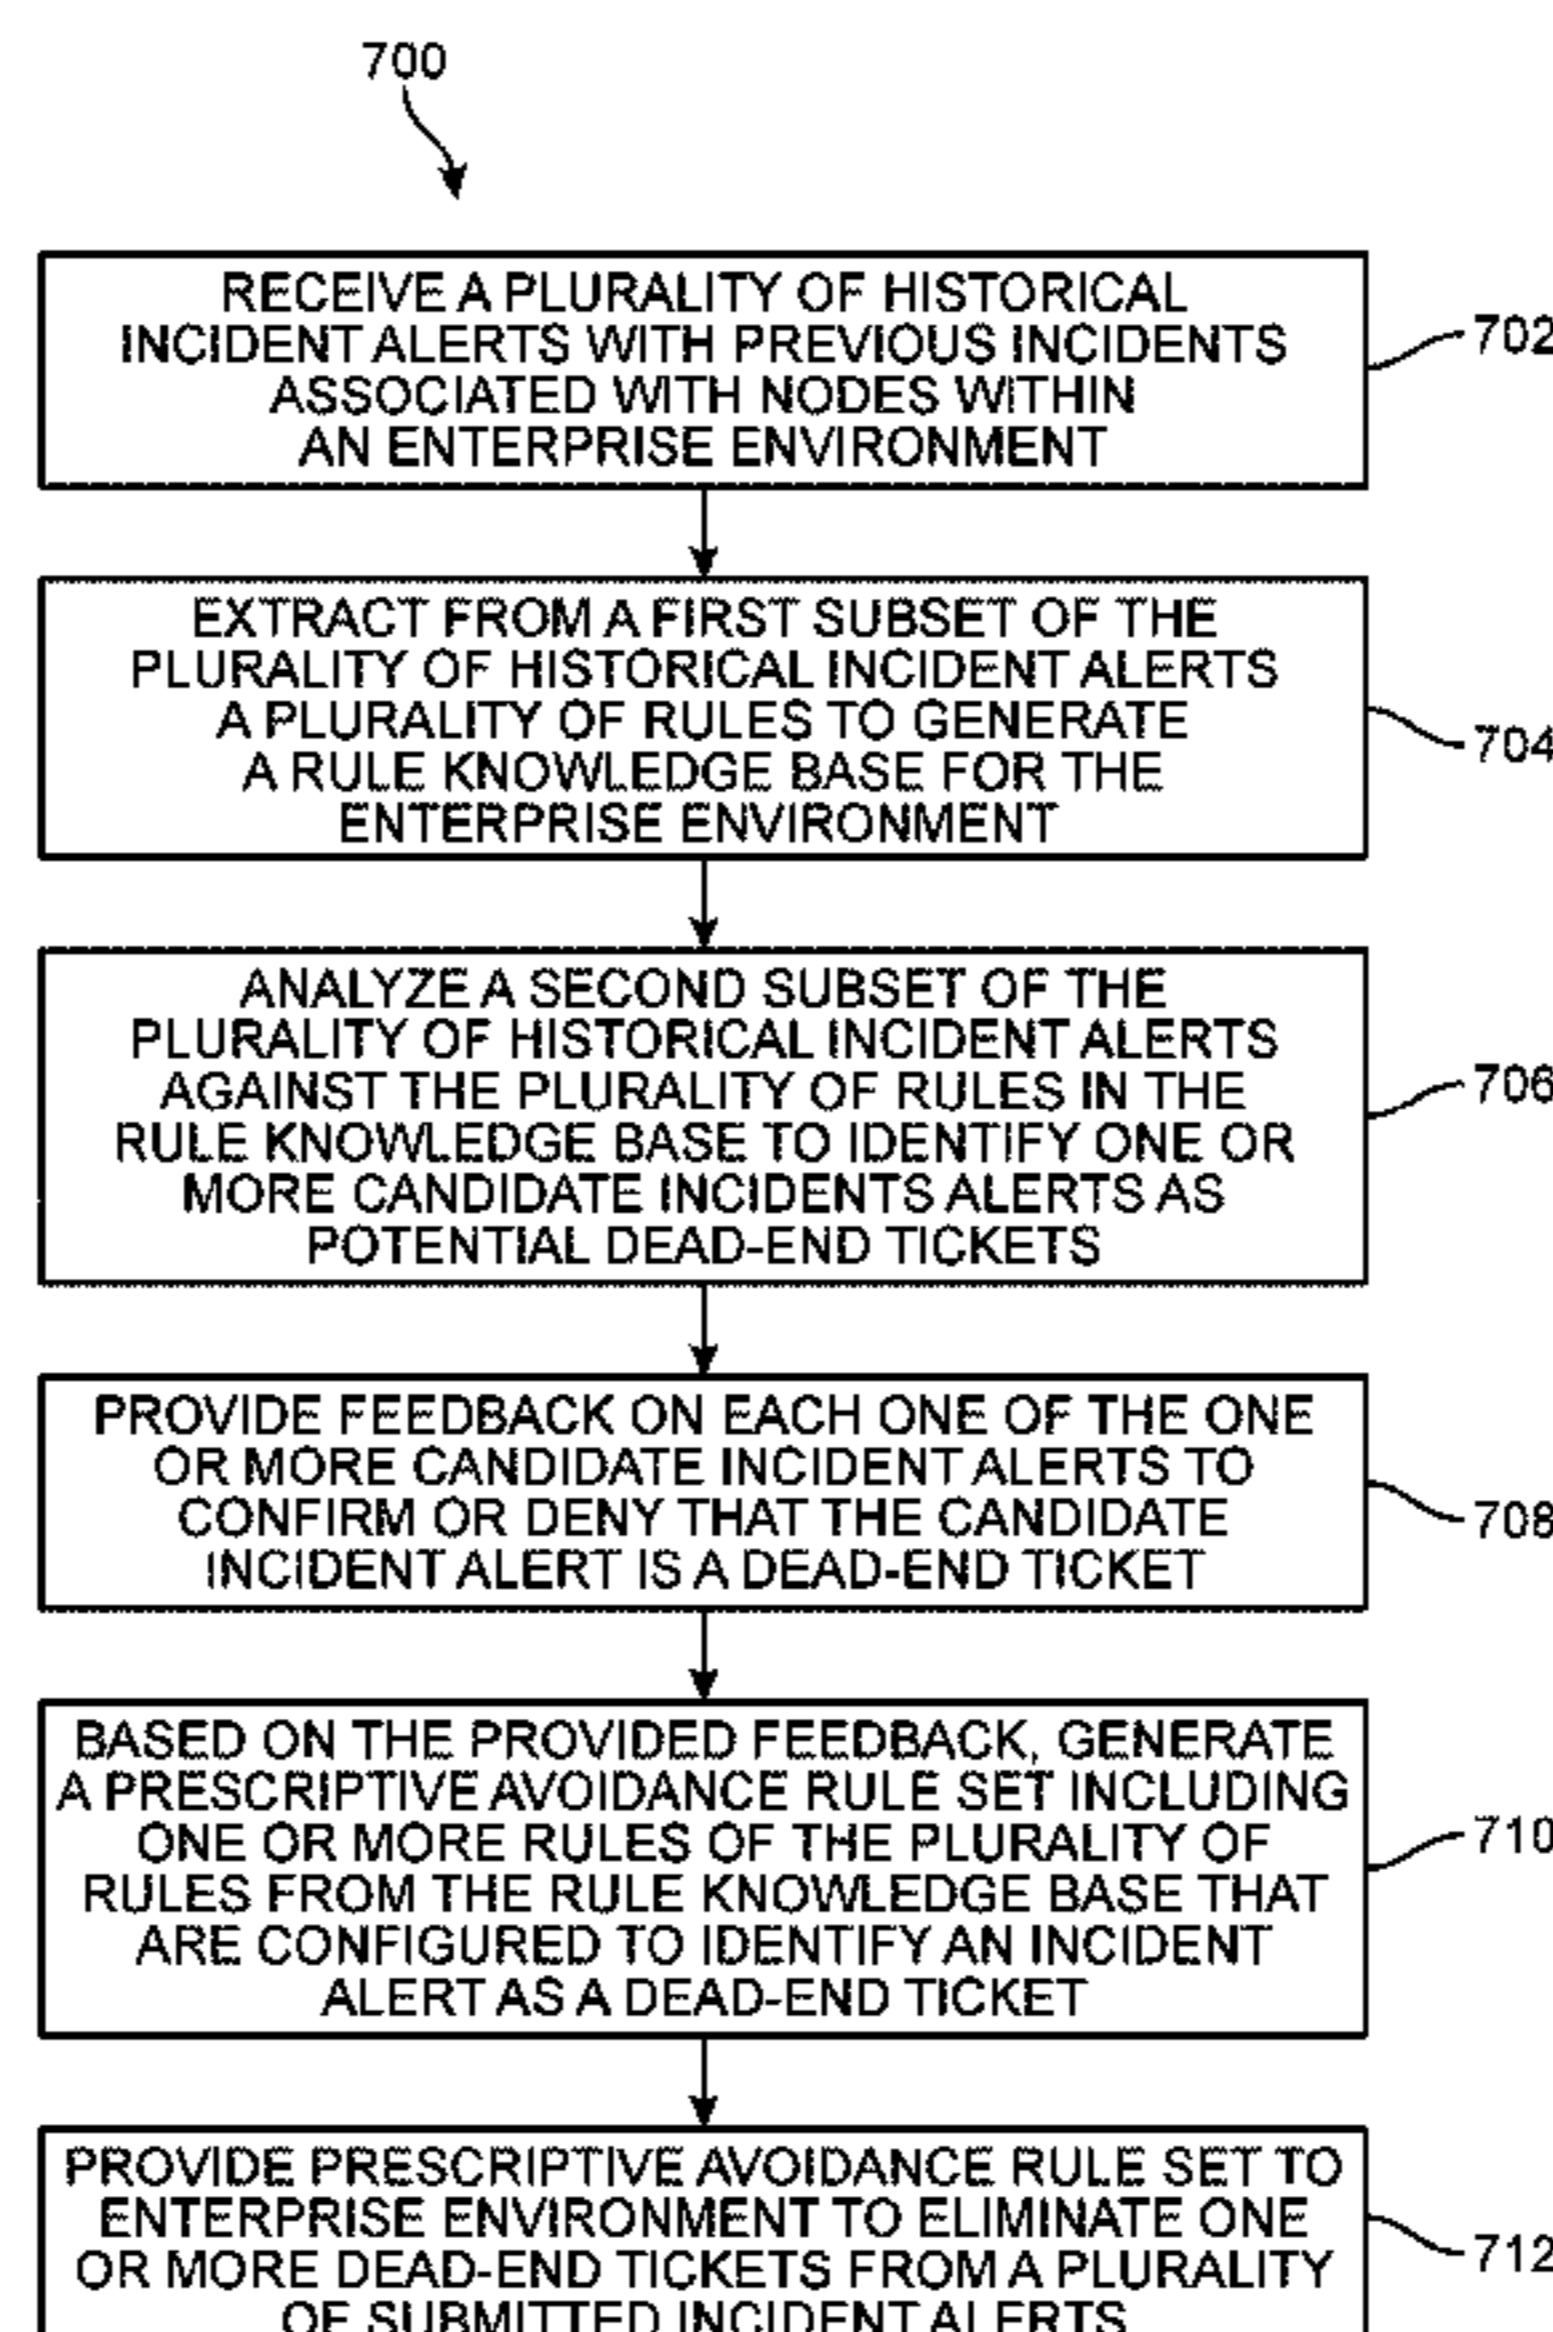 700
RECEIVE A PLURALITY OF HISTORICAL
INCIDENT ALERTS WITH PREVIOUS INCIDENTS
ASSOCIATED WITH NODES WITHIN
AN ENTERPRISE ENVIRONMENT
702
EXTRACT FROM A FIRST SUBSET OF THE
PLURALITY OF HISTORICAL INCIDENT ALERTS
A PLURALITY OF RULES TO GENERATE
A RULE KNOWLEDGE BASE FOR THE
ENTERPRISE ENVIRONMENT
704
ANALYZE A SECOND SUBSET OF THE
PLURALITY OF HISTORICAL INCIDENT ALERTS
AGAINST THE PLURALITY OF RULES IN THE
RULE KNOWLEDGE BASE TO IDENTIFY ONE OR
MORE CANDIDATE INCIDENTS ALERTS AS
POTENTIAL DEAD-END TICKETS
706
PROVIDE FEEDBACK ON EACH ONE OF THE ONE
OR MORE CANDIDATE INCIDENT ALERTS TO
CONFIRM OR DENY THAT THE CANDIDATE
INCIDENT ALERT IS A DEAD-END TICKET
708
BASED ON THE PROVIDED FEEDBACK, GENERATE
A PRESCRIPTIVE AVOIDANCE RULE SET INCLUDING
ONE OR MORE RULES OF THE PLURALITY OF
RULES FROM THE RULE KNOWLEDGE BASE THAT
ARE CONFIGURED TO IDENTIFY AN INCIDENT
ALERT AS A DEAD-END TICKET
710
PROVIDE PRESCRIPTIVE AVOIDANCE RULE SET TO
ENTERPRISE ENVIRONMENT TO ELIMINATE ONE
OR MORE DEAD-END TICKETS FROM A PLURALITY
OF SUBMITTED INCIDENT ALERTS
712